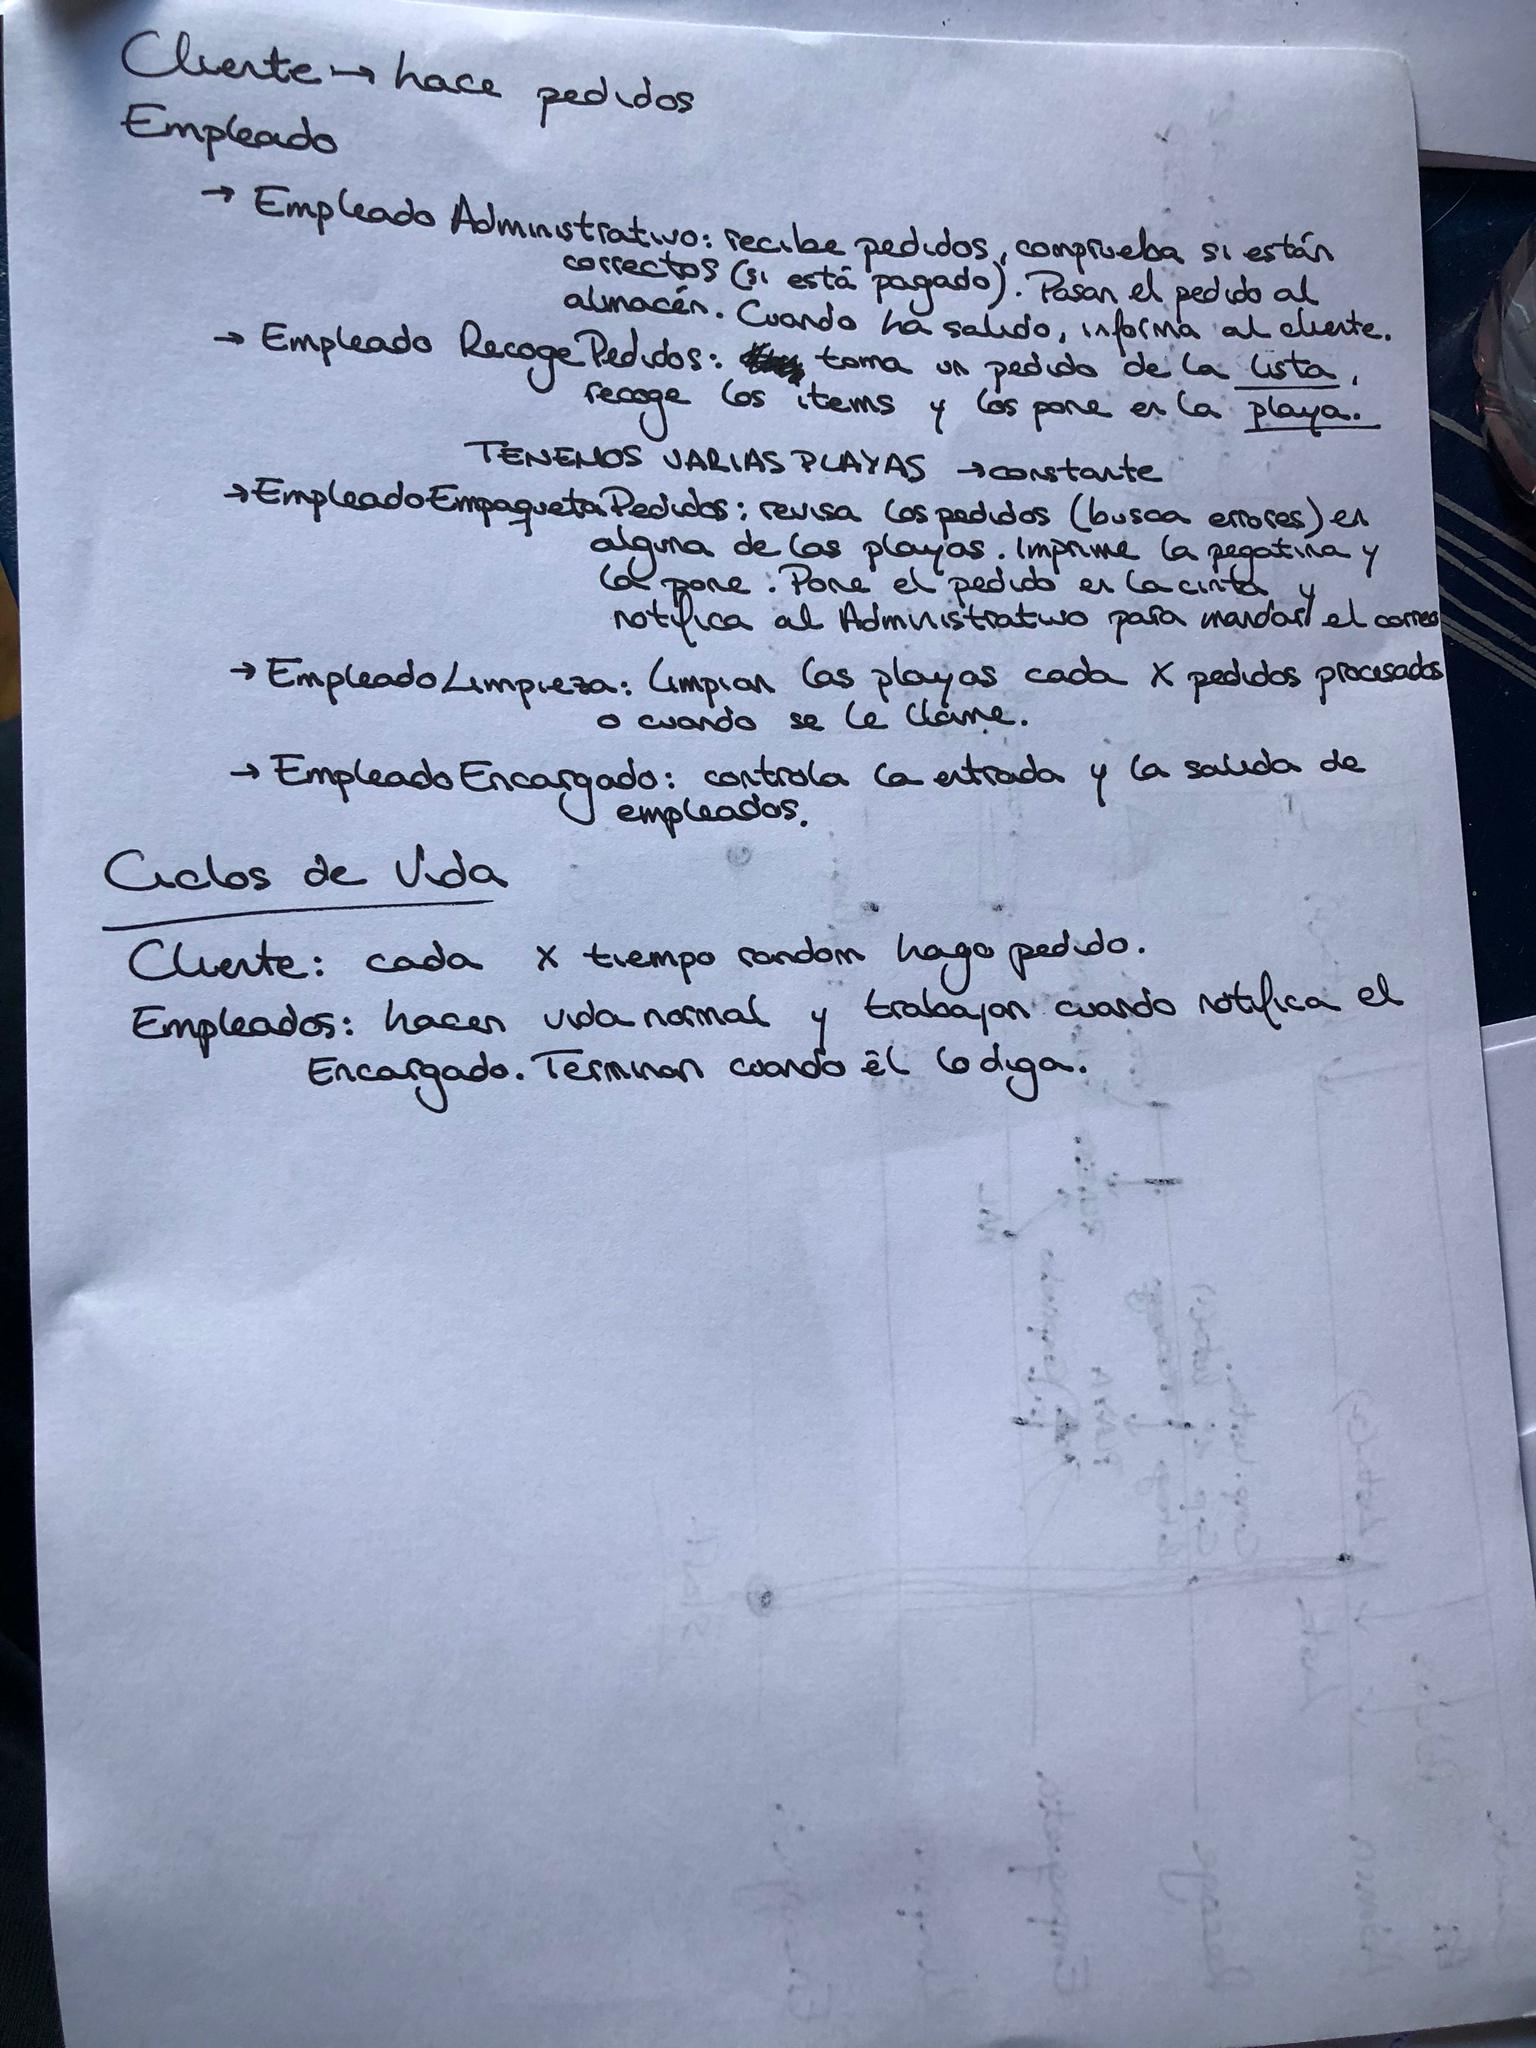 Cliente → hace pedidos
Empleado
→ Empleado Administrativo: recibe pedidos, comprueba si están
correctos (si está pagado). Pasan el pedido al
almacén. Cuando ha salido, informa al cliente.
→ Empleado RecogePedidos: toma un pedido de la lista,
recoge los items y los pone en la playa.
TENEMOS VARIAS PLAYAS → constante
→ EmpleadoEmpaquetaPedidos: revisa los pedidos (busca errores) en
alguna de las playas. Imprime la pegatina y
la pone. Pone el pedido en la cinta y
notifica al Administrativo para mandar el correo
→ EmpleadoLimpieza: limpian las playas cada X pedidos procesados
o cuando se le llame.
→ EmpleadoEncargado: controla la entrada y la salida de
empleados.
Ciclos de Vida
Cliente: cada X tiempo random hago pedido.
Empleados: hacen vida normal y trabajan cuando notifica el
Encargado. Terminan cuando él lo diga.